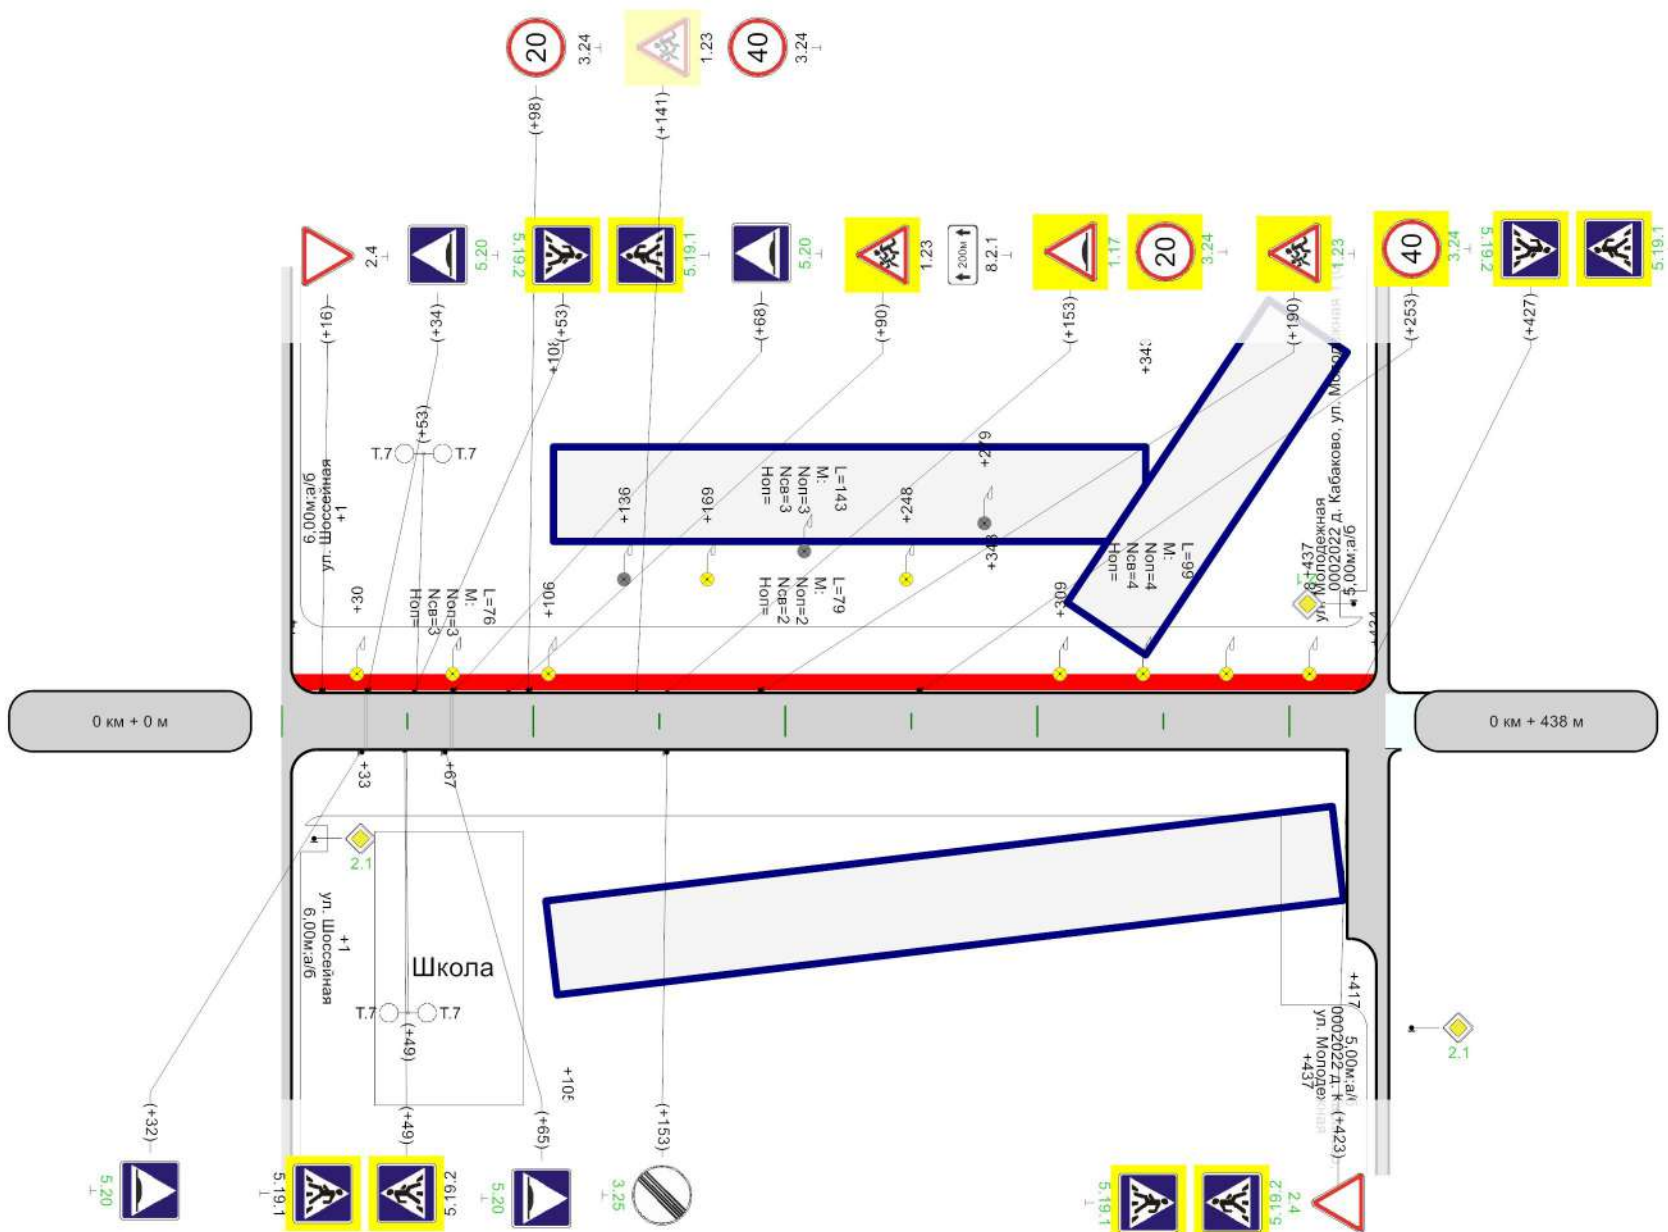 20
3.24
1.23
40
3.24
(+98)
(+141)
2.4
5.20
5.19.2
5.19.1
5.20
1.23
200м
8.2.1
1.17
20
3.24
1.23
40
3.24
5.19.2
5.19.1
(+16)
(+34)
(+53)
(+68)
(+90)
(+153)
(+190)
(+253)
(+427)
(+53)
Т.7
Т.7
+1
ул. Шоссейная
6,00м;а/б
+30
L=76
М:
Nоп=3
Nсв=3
Hоп=
+106
+136
+169
L=143
М:
Nоп=3
Nсв=3
Hоп=
L=79
М:
Nоп=2
Nсв=2
Hоп=
+248
+279
+348
+309
L=99
М:
Nоп=4
Nсв=4
Hоп=
+437
5,00м;а/б
0002022 д. Кабаково, ул. Молодежная
ул. Молодежная
0 км + 0 м
0 км + 438 м
+33
+67
2.1
+1
ул. Шоссейная
6,00м;а/б
Школа
Т.7
Т.7
(+49)
+417
ул. Молодежная
+437
2.1
(+32)
(+49)
(+65)
(+153)
(+423)
5.20
5.19.1
5.19.2
5.20
3.25
5.19.1
5.19.2
2.4